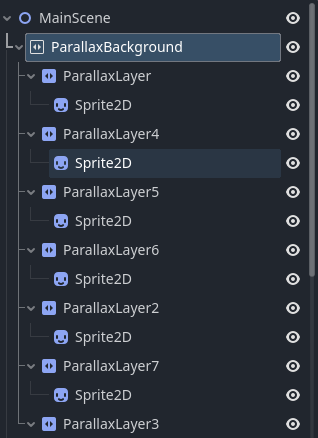 MainScene
ParallaxBackground
ParallaxLayer
Sprite2D
ParallaxLayer4
Sprite2D
ParallaxLayer5
Sprite2D
ParallaxLayer6
Sprite2D
ParallaxLayer2
Sprite2D
ParallaxLayer7
Sprite2D
ParallaxLayer3